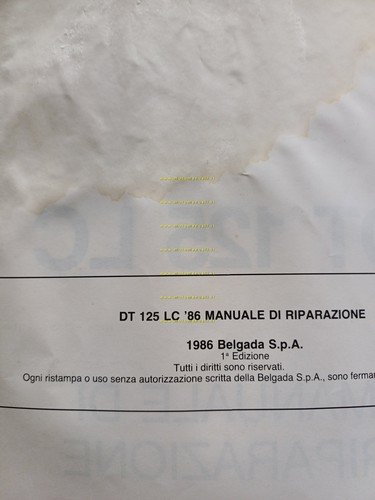 DT 125 LC '86 MANUALE DI RIPARAZIONE
1986 Belgada S.p.A.
1ª Edizione
Tutti i diritti sono riservati.
Ogni ristampa o uso senza autorizzazione scritta della Belgada S.p.A., sono ferma